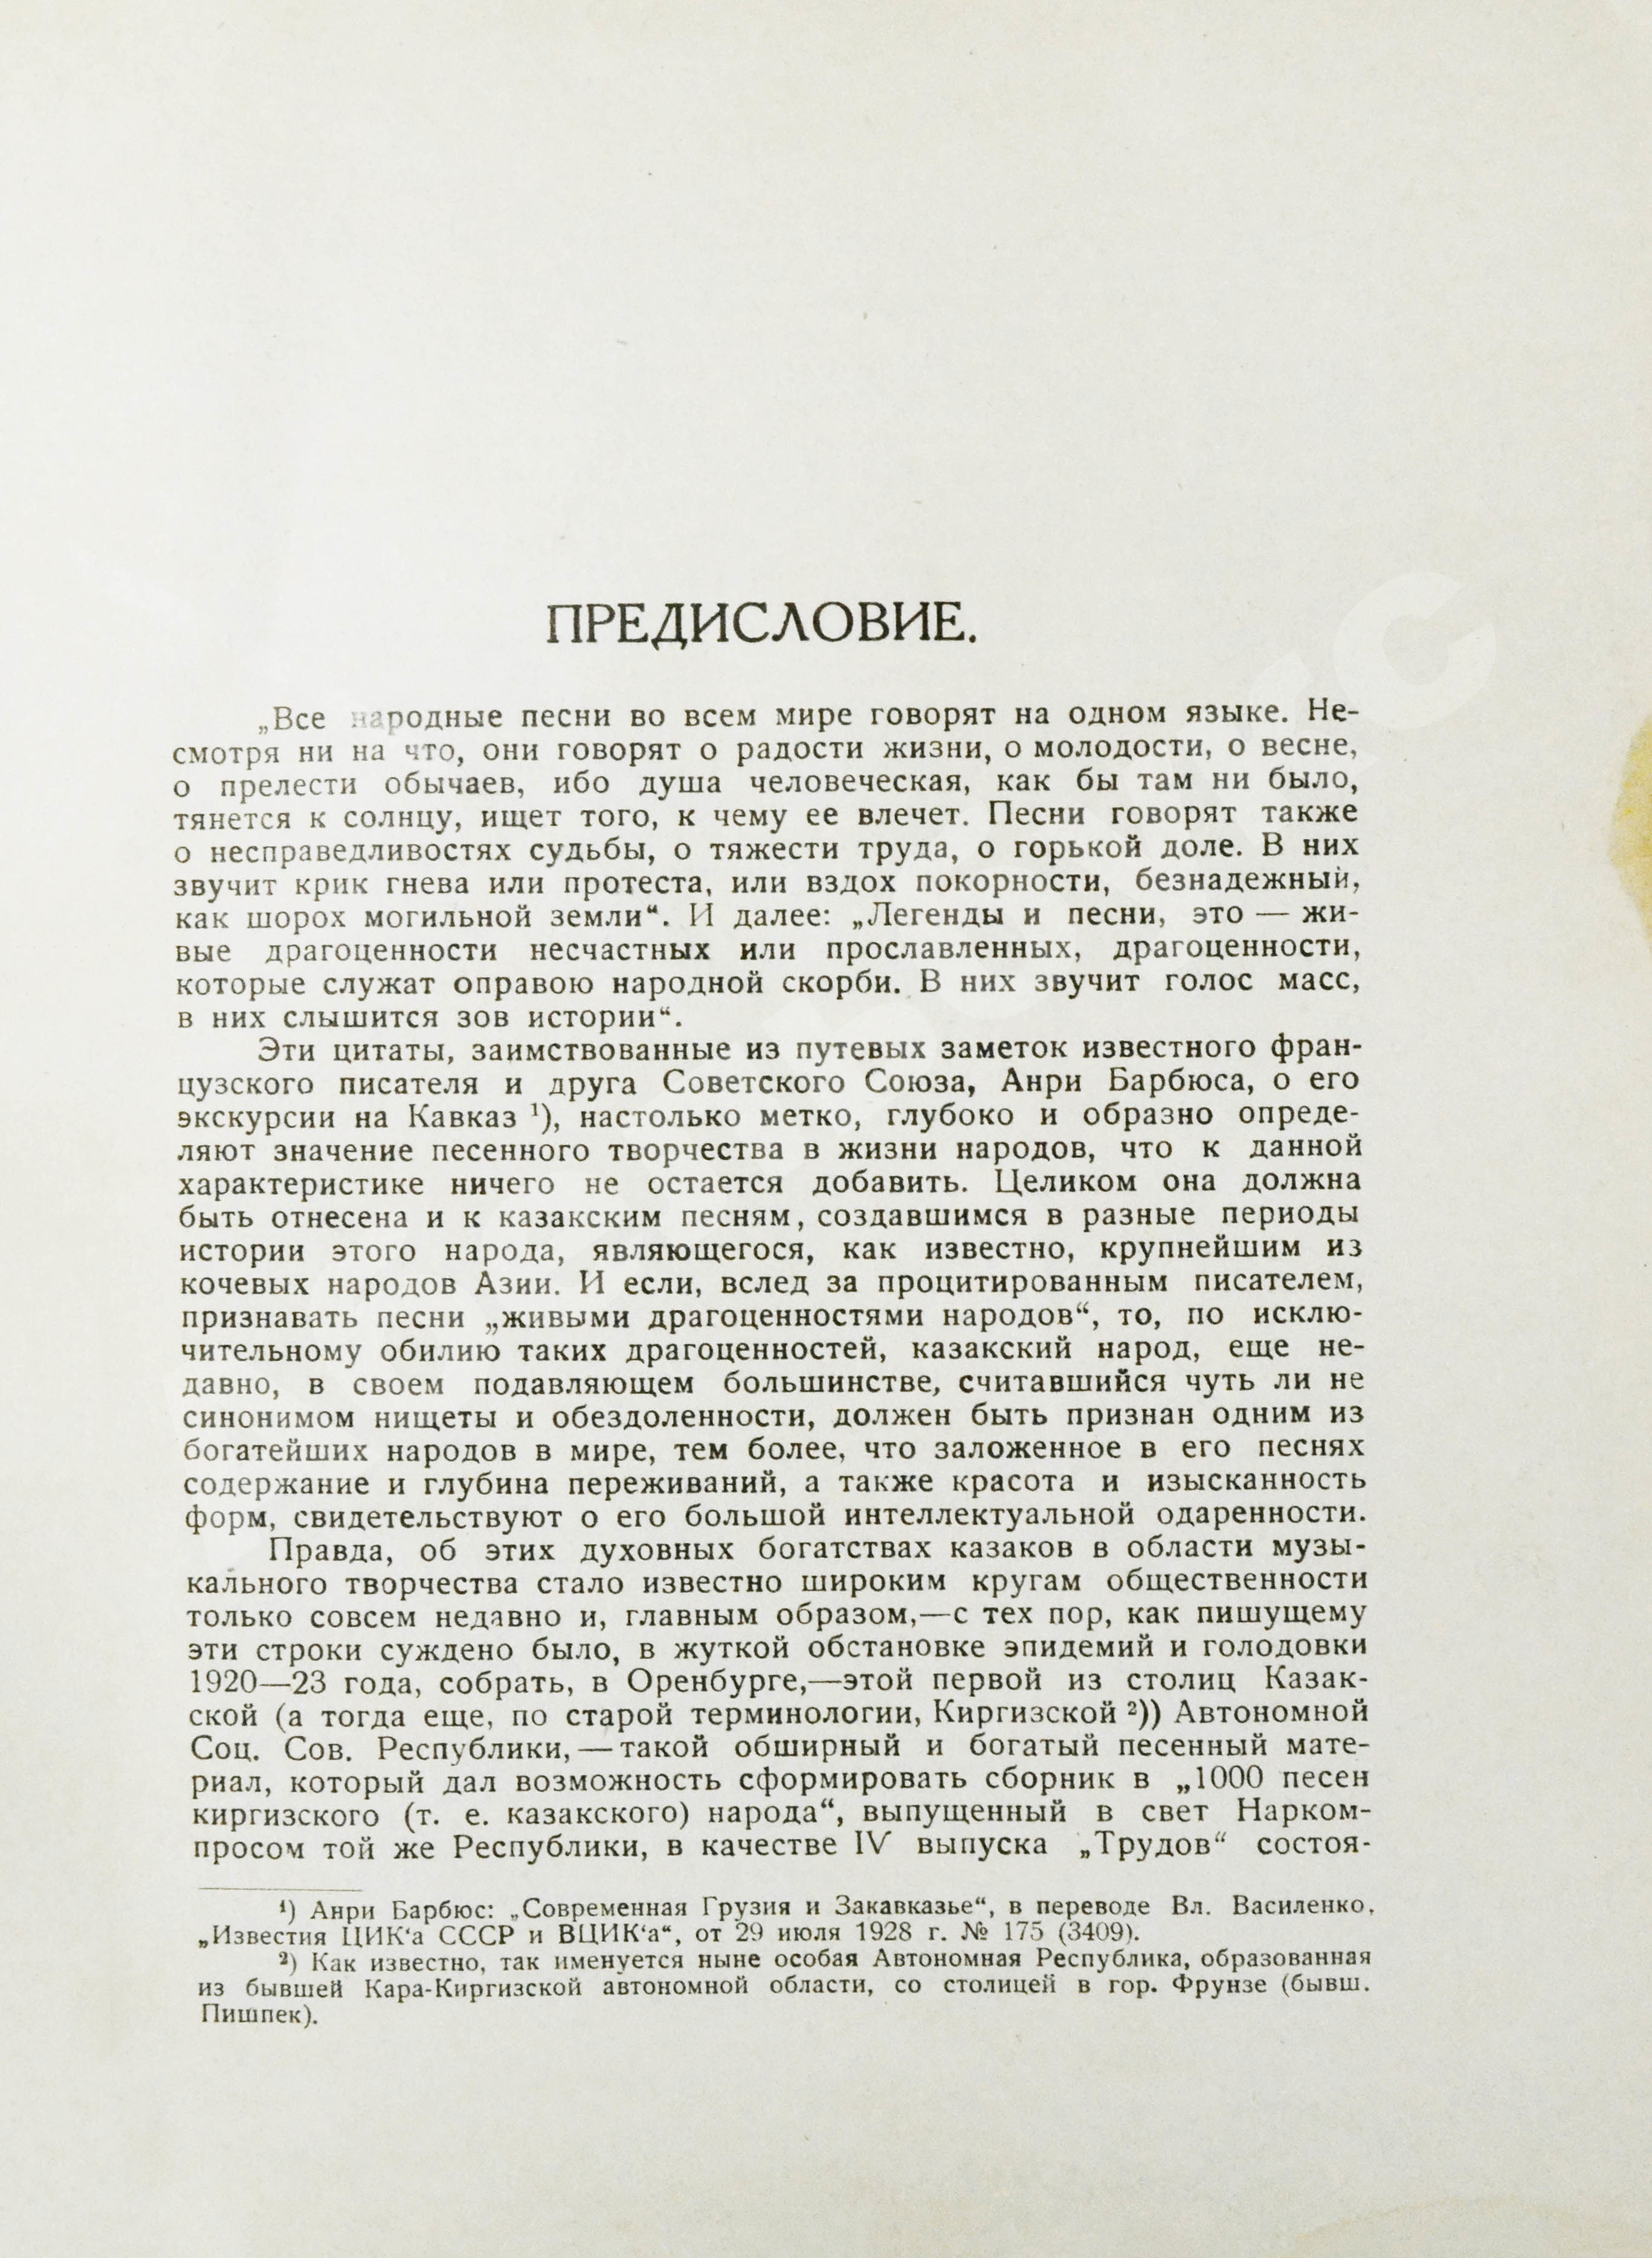 ПРЕДИСЛОВИЕ.
„Все народные песни во всем мире говорят на одном языке. Не-
смотря ни на что, они говорят о радости жизни, о молодости, о весне,
о прелести обычаев, ибо душа человеческая, как бы там ни было,
тянется к солнцу, ищет того, к чему ее влечет. Песни говорят также
о несправедливостях судьбы, о тяжести труда, о горькой доле. В них
звучит крик гнева или протеста, или вздох покорности, безнадежный,
как шорох могильной земли“. И далее: „Легенды и песни, это — жи-
вые драгоценности несчастных или прославленных, драгоценности,
которые служат оправою народной скорби. В них звучит голос масс,
в них слышится зов истории“.
Эти цитаты, заимствованные из путевых заметок известного фран-
цузского писателя и друга Советского Союза, Анри Барбюса, о его
экскурсии на Кавказ ¹), настолько метко, глубоко и образно опреде-
ляют значение песенного творчества в жизни народов, что к данной
характеристике ничего не остается добавить. Целиком она должна
быть отнесена и к казакским песням, создавшимся в разные периоды
истории этого народа, являющегося, как известно, крупнейшим из
кочевых народов Азии. И если, вслед за процитированным писателем,
признавать песни „живыми драгоценностями народов“, то, по исклю-
чительному обилию таких драгоценностей, казакский народ, еще не-
давно, в своем подавляющем большинстве, считавшийся чуть ли не
синонимом нищеты и обездоленности, должен быть признан одним из
богатейших народов в мире, тем более, что заложенное в его песнях
содержание и глубина переживаний, а также красота и изысканность
форм, свидетельствуют о его большой интеллектуальной одаренности.
Правда, об этих духовных богатствах казаков в области музы-
кального творчества стало известно широким кругам общественности
только совсем недавно и, главным образом,—с тех пор, как пишущему
эти строки суждено было, в жуткой обстановке эпидемий и голодовки
1920—23 года, собрать, в Оренбурге,—этой первой из столиц Казак-
ской (а тогда еще, по старой терминологии, Киргизской ²)) Автономной
Соц. Сов. Республики, — такой обширный и богатый песенный мате-
риал, который дал возможность сформировать сборник в „1000 песен
киргизского (т. е. казакского) народа“, выпущенный в свет Нарком-
просом той же Республики, в качестве IV выпуска „Трудов“ состоя-
¹) Анри Барбюс: „Современная Грузия и Закавказье“, в переводе Вл. Василенко,
„Известия ЦИК‘а СССР и ВЦИК‘а“, от 29 июля 1928 г. № 175 (3409).
²) Как известно, так именуется ныне особая Автономная Республика, образованная
из бывшей Кара-Киргизской автономной области, со столицей в гор. Фрунзе (бывш.
Пишпек).